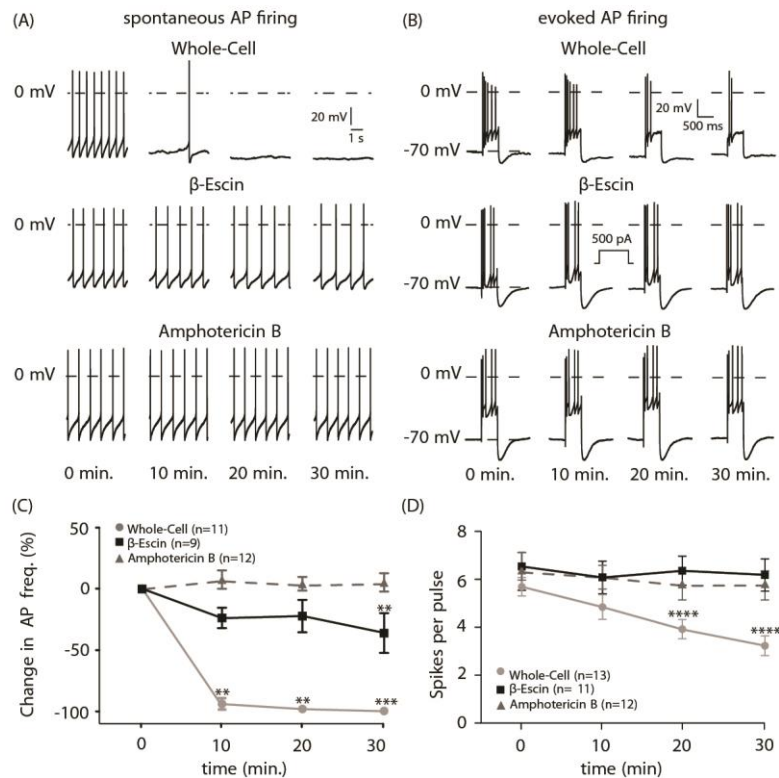 (A) spontaneous AP firing
Whole-Cell
0 mV
20 mV
1 s
β-Escin
0 mV
Amphotericin B
0 mV
0 min. 10 min. 20 min. 30 min.
(B) evoked AP firing
Whole-Cell
0 mV
20 mV
500 ms
-70 mV
β-Escin
0 mV
500 pA
-70 mV
Amphotericin B
0 mV
-70 mV
0 min. 10 min. 20 min. 30 min.
(C)
Whole-Cell (n=11)
β-Escin (n=9)
Amphotericin B (n=12)
Change in AP freq. (%)
50
0
-50
-100
**
** ** ***
0 10 20 30
time (min.)
(D)
Spikes per pulse
8
6
4
2
0
**** ****
Whole-Cell (n=13)
β-Escin (n= 11)
Amphotericin B (n=12)
0 10 20 30
time (min.)